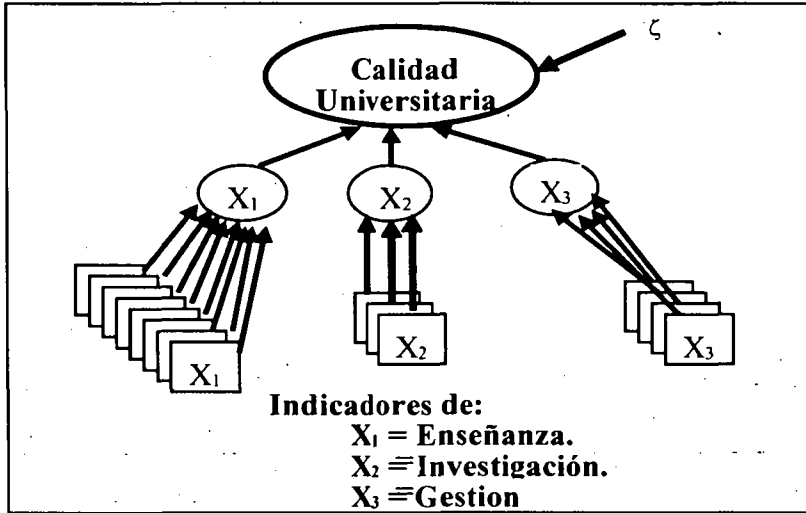 ζ
Calidad
Universitaria
X₁ X₂ X₃
X₁ X₂ X₃
Indicadores de:
X₁ = Enseñanza.
X₂ = Investigación.
X₃ = Gestion